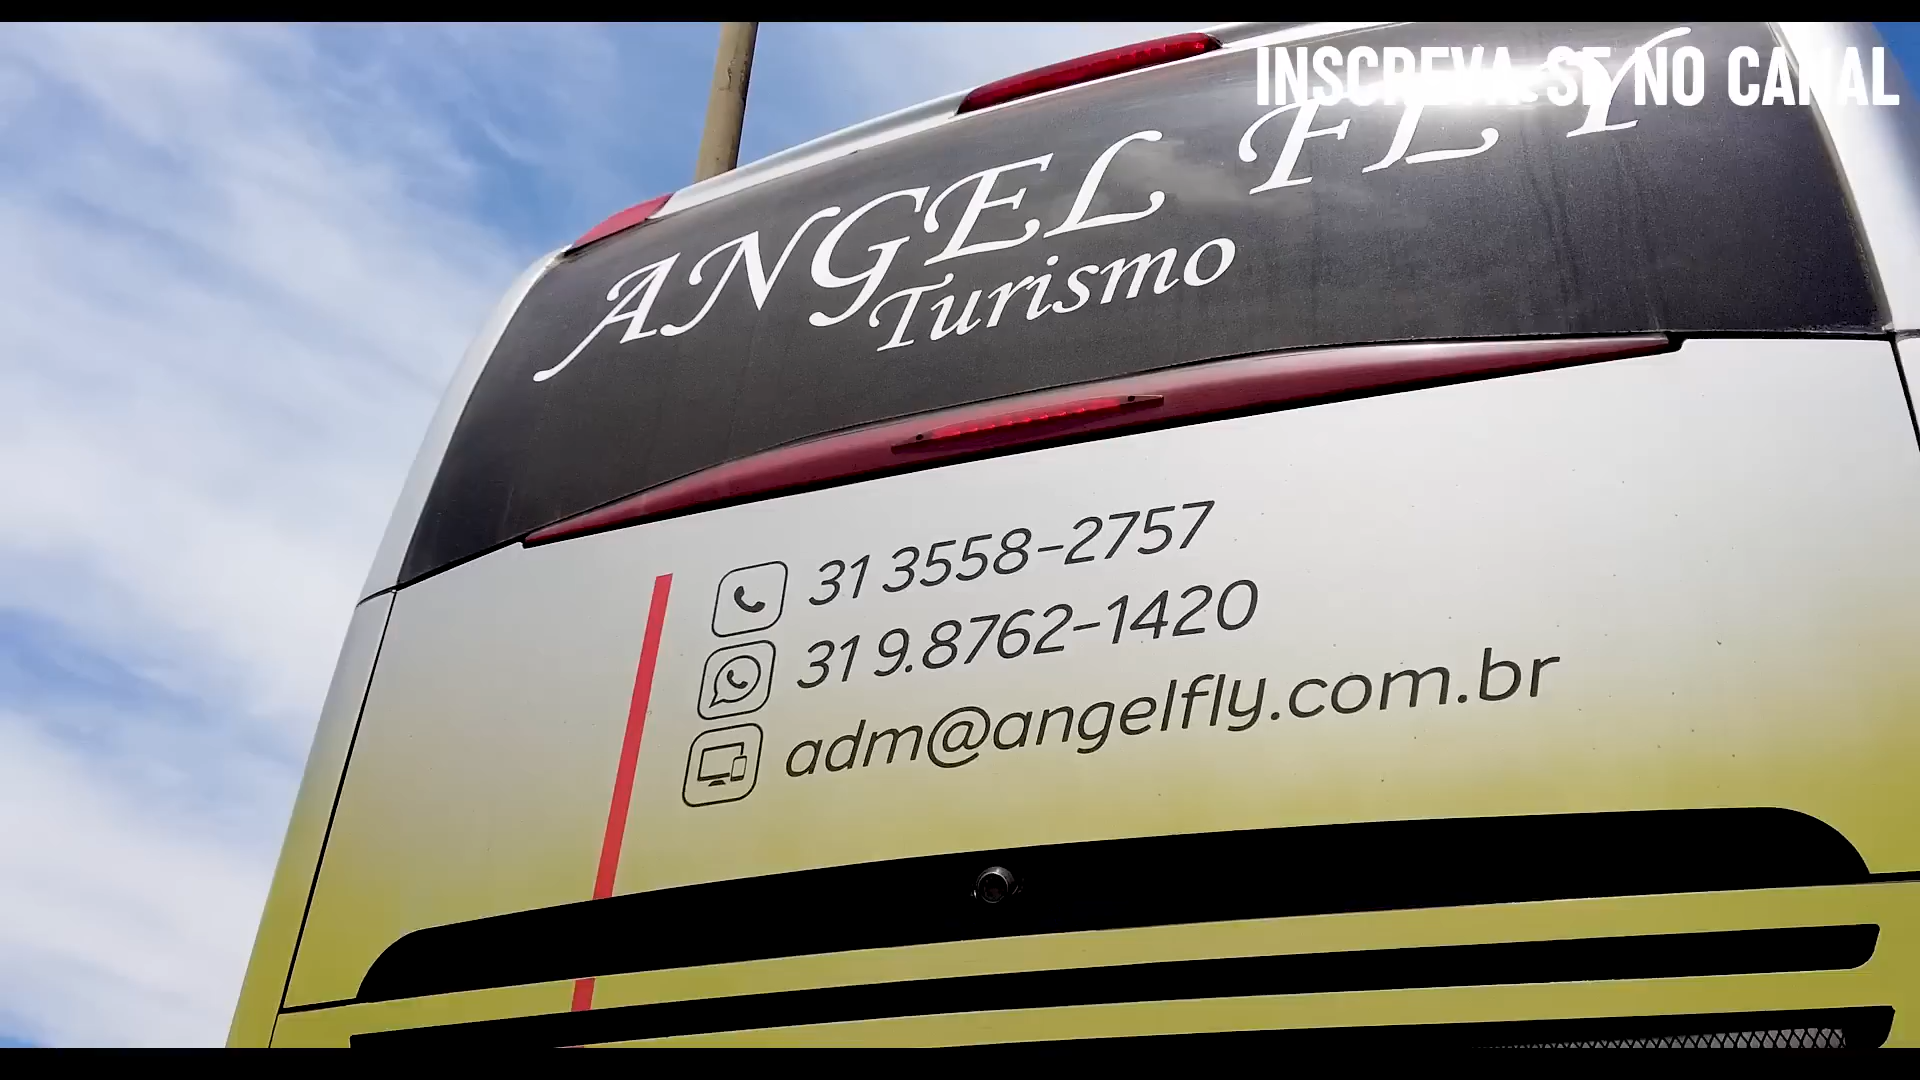 INSCREVA-SE NO CANAL
ANGEL FLY
Turismo
31 3558-2757
31 9.8762-1420
adm@angelfly.com.br